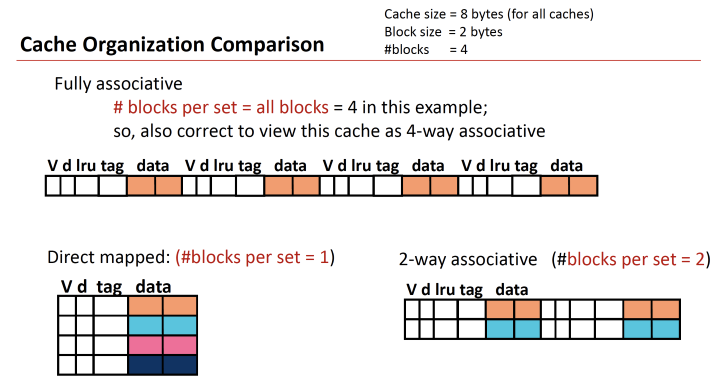 Cache size = 8 bytes (for all caches)
Block size = 2 bytes
#blocks = 4
Cache Organization Comparison
Fully associative
# blocks per set = all blocks = 4 in this example;
so, also correct to view this cache as 4-way associative
V d lru tag data V d lru tag data V d lru tag data V d lru tag data
Direct mapped: (#blocks per set = 1)
V d tag data
2-way associative (#blocks per set = 2)
V d lru tag data